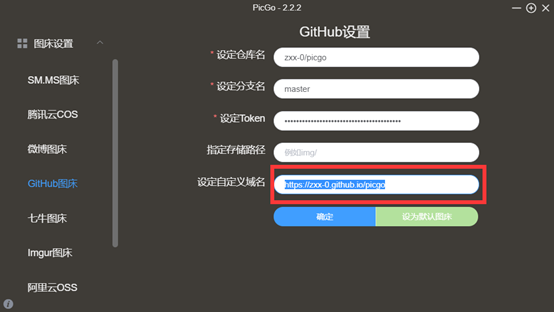 PicGo - 2.2.2
图床设置
SM.MS图床
腾讯云COS
微博图床
GitHub图床
七牛图床
Imgur图床
阿里云OSS
GitHub设置
* 设定仓库名
zxx-0/picgo
* 设定分支名
master
* 设定Token
指定存储路径
例如img/
设定自定义域名
https://zxx-0.github.io/picgo
确定
设为默认图床